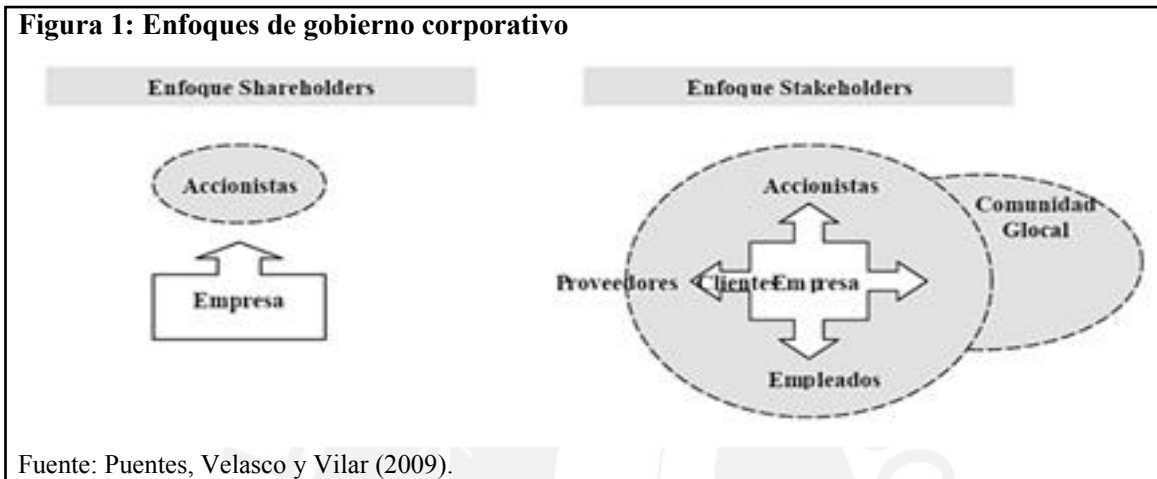 Figura 1: Enfoques de gobierno corporativo
Enfoque Shareholders
Enfoque Stakeholders
Accionistas
Empresa
Accionistas
Comunidad
Glocal
Proveedores
Clientes
Empresa
Empleados
Fuente: Puentes, Velasco y Vilar (2009).